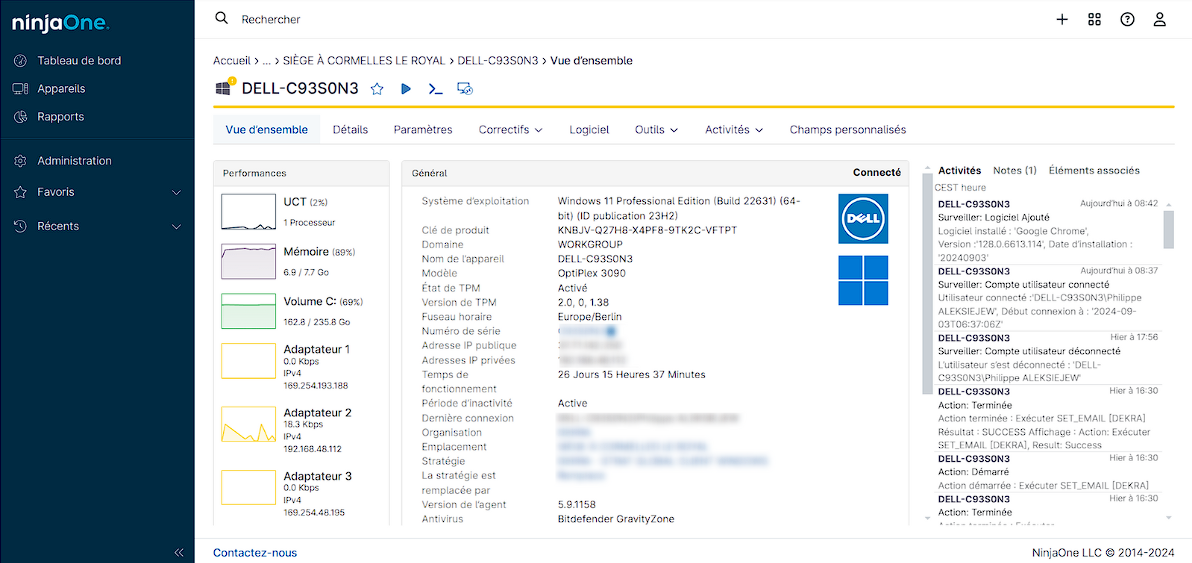 ninjaOne.
Rechercher
Tableau de bord
Appareils
Rapports
Administration
Favoris
Récents
Accueil > ... > SIÈGE À CORMELLES LE ROYAL > DELL-C93S0N3 > Vue d'ensemble
DELL-C93S0N3
Vue d'ensemble
Détails
Paramètres
Correctifs
Logiciel
Outils
Activités
Champs personnalisés
Performances
UCT (2%)
1 Processeur
Mémoire (89%)
6.9 / 7.7 Go
Volume C: (69%)
162.8 / 235.8 Go
Adaptateur 1
0.0 Kbps
IPv4
169.254.193.188
Adaptateur 2
18.3 Kbps
IPv4
192.168.48.112
Adaptateur 3
0.0 Kbps
IPv4
169.254.48.195
Général
Connecté
Système d'exploitation Windows 11 Professional Edition (Build 22631) (64-
bit) (ID publication 23H2)
Clé de produit KNBJV-Q27H8-X4PF8-9TK2C-VFTPT
Domaine WORKGROUP
Nom de l'appareil DELL-C93S0N3
Modèle OptiPlex 3090
État de TPM Activé
Version de TPM 2.0, 0, 1.38
Fuseau horaire Europe/Berlin
Numéro de série
Adresse IP publique
Adresses IP privées
Temps de 26 Jours 15 Heures 37 Minutes
fonctionnement
Période d'inactivité Active
Dernière connexion
Organisation
Emplacement
Stratégie
La stratégie est
remplacée par
Version de l'agent 5.9.1158
Antivirus Bitdefender GravityZone
DELL
Activités
Notes (1)
Éléments associés
CEST heure
DELL-C93S0N3 Aujourd'hui à 08:42
Surveiller: Logiciel Ajouté
Logiciel installé : 'Google Chrome',
Version :'128.0.6613.114', Date d'installation :
'20240903'
DELL-C93S0N3 Aujourd'hui à 08:37
Surveiller: Compte utilisateur connecté
Utilisateur connecté :'DELL-C93S0N3\Philippe
ALEKSIEJEW', Début connexion à : '2024-09-
03T06:37:06Z'
DELL-C93S0N3 Hier à 17:56
Surveiller: Compte utilisateur déconnecté
L'utilisateur s'est déconnecté : 'DELL-
C93S0N3\Philippe ALEKSIEJEW'
DELL-C93S0N3 Hier à 16:30
Action: Terminée
Action terminée : Exécuter SET_EMAIL [DEKRA]
Résultat : SUCCESS Affichage : Action: Exécuter
SET_EMAIL [DEKRA], Result: Success
DELL-C93S0N3 Hier à 16:30
Action: Démarré
Action démarrée : Exécuter SET_EMAIL [DEKRA]
DELL-C93S0N3 Hier à 16:30
Action: Terminée
Contactez-nous
NinjaOne LLC © 2014-2024